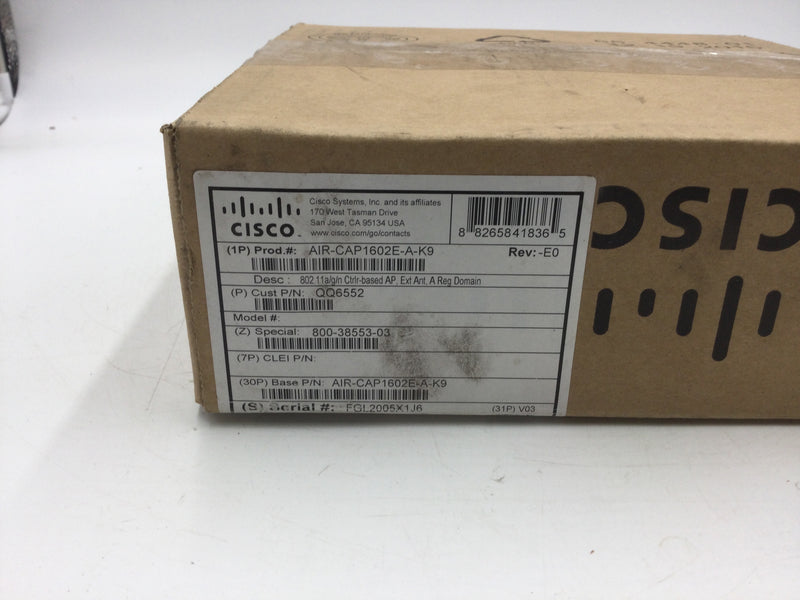 CISCO
Cisco Systems, Inc. and its affiliates
170 West Tasman Drive
San Jose, CA 95134 USA
www.cisco.com/go/contacts
8 82658 41836 5
(1P) Prod.#: AIR-CAP1602E-A-K9 Rev: -E0
Desc : 802 11a/g/n Ctrlr-based AP, Ext Ant, A Reg Domain
(P) Cust P/N: QQ6552
Model #:
(Z) Special: 800-38553-03
(7P) CLEI P/N:
(30P) Base P/N: AIR-CAP1602E-A-K9
(S) Serial #: FGL2005X1J6 (31P) V03
CISCO